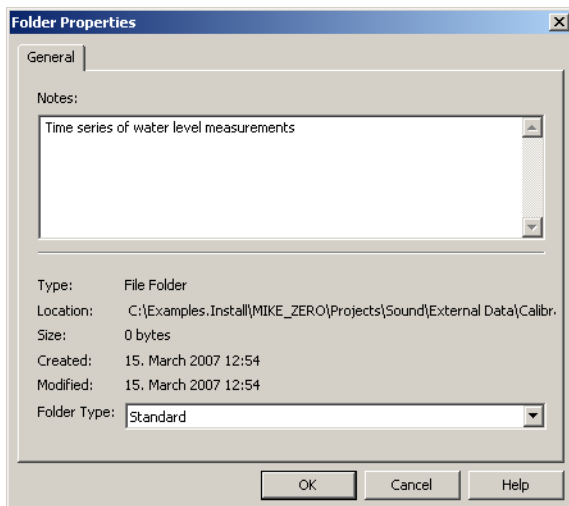 Folder Properties
General
Notes:
Time series of water level measurements
Type: File Folder
Location: C:\Examples.Install\MIKE_ZERO\Projects\Sound\External Data\Calibr
Size: 0 bytes
Created: 15. March 2007 12:54
Modified: 15. March 2007 12:54
Folder Type: Standard
OK Cancel Help